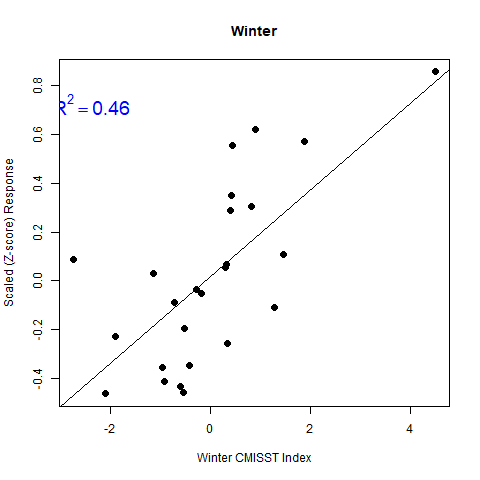 Winter
R² = 0.46
0.8
0.6
0.4
0.2
0.0
-0.2
-0.4
Scaled (Z-score) Response
-2
0
2
4
Winter CMISST Index